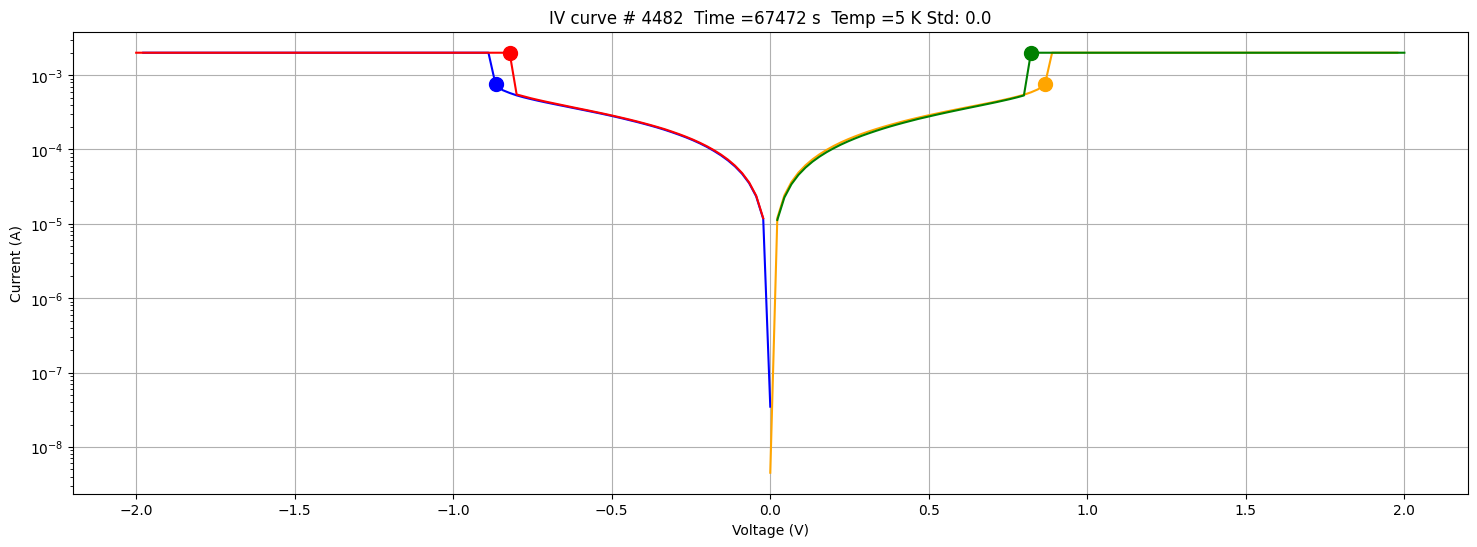 IV curve # 4482  Time =67472 s  Temp =5 K Std: 0.0
Current (A)
10⁻³
10⁻⁴
10⁻⁵
10⁻⁶
10⁻⁷
10⁻⁸
−2.0 −1.5 −1.0 −0.5 0.0 0.5 1.0 1.5 2.0
Voltage (V)